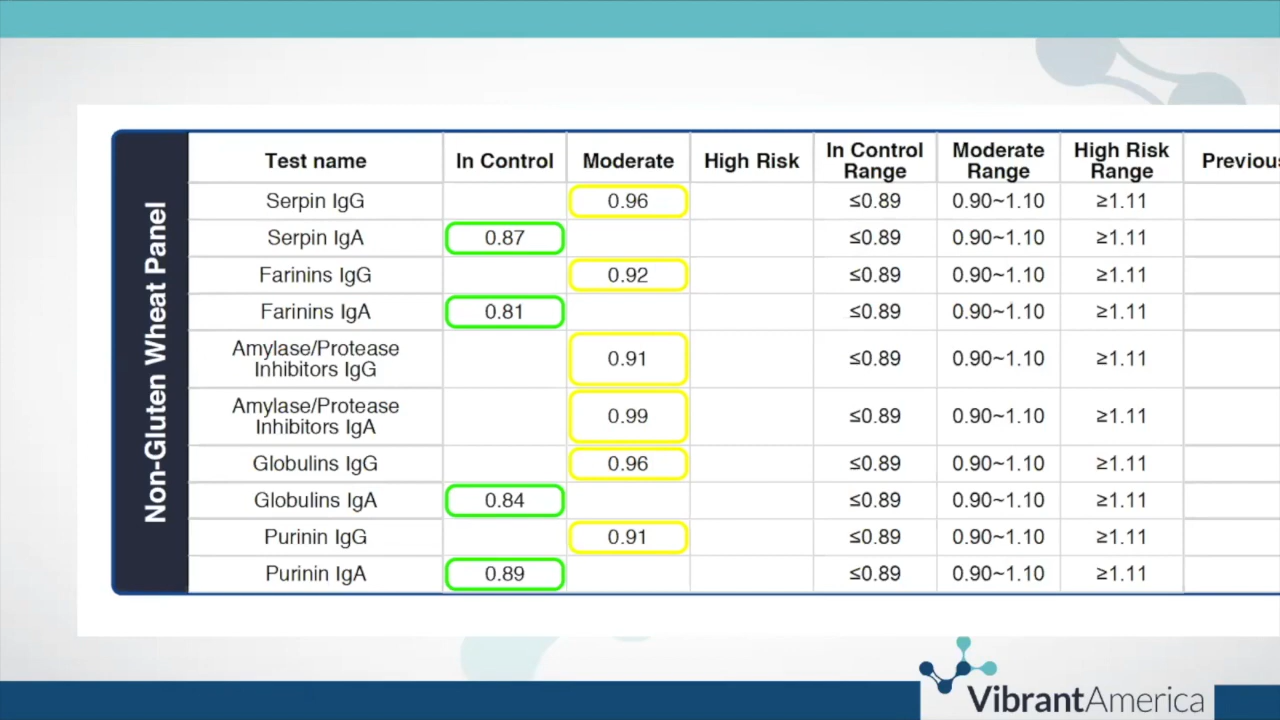 Non-Gluten Wheat Panel
Test name In Control Moderate High Risk In Control Range Moderate Range High Risk Range Previous
Serpin IgG 0.96 ≤0.89 0.90~1.10 ≥1.11
Serpin IgA 0.87 ≤0.89 0.90~1.10 ≥1.11
Farinins IgG 0.92 ≤0.89 0.90~1.10 ≥1.11
Farinins IgA 0.81 ≤0.89 0.90~1.10 ≥1.11
Amylase/Protease
Inhibitors IgG 0.91 ≤0.89 0.90~1.10 ≥1.11
Amylase/Protease
Inhibitors IgA 0.99 ≤0.89 0.90~1.10 ≥1.11
Globulins IgG 0.96 ≤0.89 0.90~1.10 ≥1.11
Globulins IgA 0.84 ≤0.89 0.90~1.10 ≥1.11
Purinin IgG 0.91 ≤0.89 0.90~1.10 ≥1.11
Purinin IgA 0.89 ≤0.89 0.90~1.10 ≥1.11
VibrantAmerica